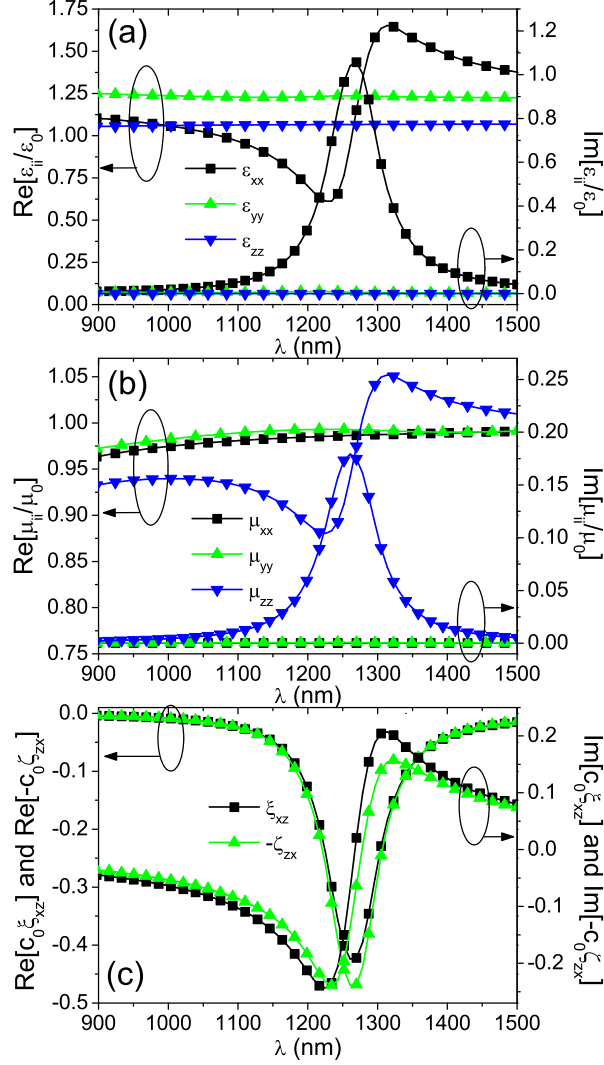 (a)
Re[ε_ii/ε_0]
1.75
1.50
1.25
1.00
0.75
0.50
0.25
0.00
ε_xx
ε_yy
ε_zz
1.2
1.0
0.8
0.6
0.4
0.2
0.0
Im[ε_ii/ε_0]
900 1000 1100 1200 1300 1400 1500
λ (nm)
(b)
Re[μ_ii/μ_0]
1.05
1.00
0.95
0.90
0.85
0.80
0.75
μ_xx
μ_yy
μ_zz
0.25
0.20
0.15
0.10
0.05
0.00
Im[μ_ii/μ_0]
900 1000 1100 1200 1300 1400 1500
λ (nm)
(c)
Re[c_0ξ_xz] and Re[-c_0ζ_zx]
0.0
-0.1
-0.2
-0.3
-0.4
-0.5
ξ_xz
-ζ_zx
0.2
0.1
0.0
-0.1
-0.2
Im[c_0ξ_xz] and Im[-c_0ζ_zx]
900 1000 1100 1200 1300 1400 1500
λ (nm)